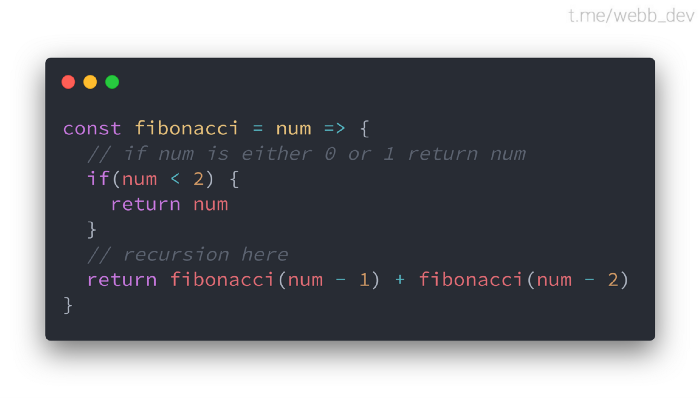 t.me/webb_dev
const fibonacci = num => {
  // if num is either 0 or 1 return num
  if(num < 2) {
    return num
  }
  // recursion here
  return fibonacci(num - 1) + fibonacci(num - 2)
}